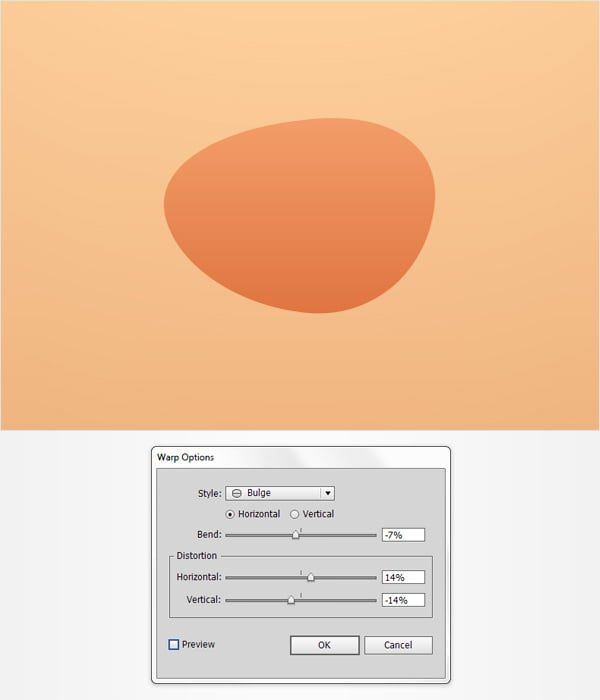 Warp Options
Style: Bulge
Horizontal Vertical
Bend: -7%
Distortion
Horizontal: 14%
Vertical: -14%
Preview OK Cancel